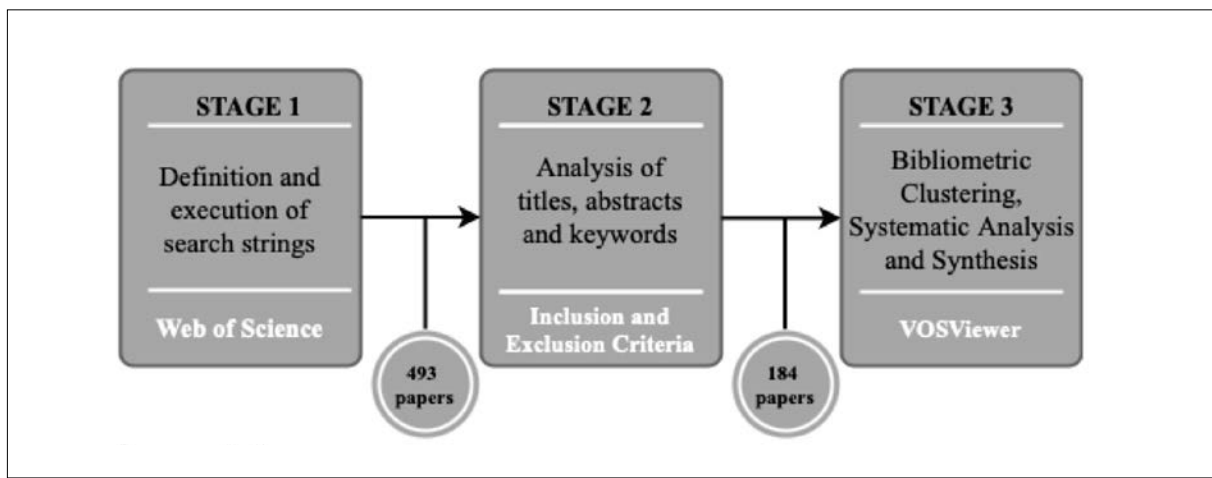 STAGE 1
Definition and
execution of
search strings
Web of Science
493
papers
STAGE 2
Analysis of
titles, abstracts
and keywords
Inclusion and
Exclusion Criteria
184
papers
STAGE 3
Bibliometric
Clustering,
Systematic Analysis
and Synthesis
VOSViewer